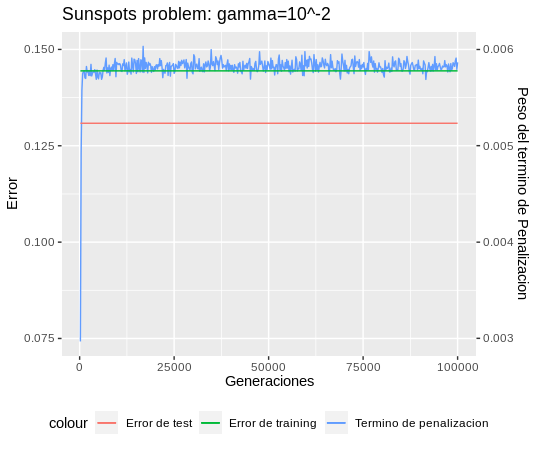 Sunspots problem: gamma=10^-2
0.150
0.125
0.100
0.075
Error
0.006
0.005
0.004
0.003
Peso del termino de Penalizacion
0 25000 50000 75000 100000
Generaciones
colour Error de test Error de training Termino de penalizacion